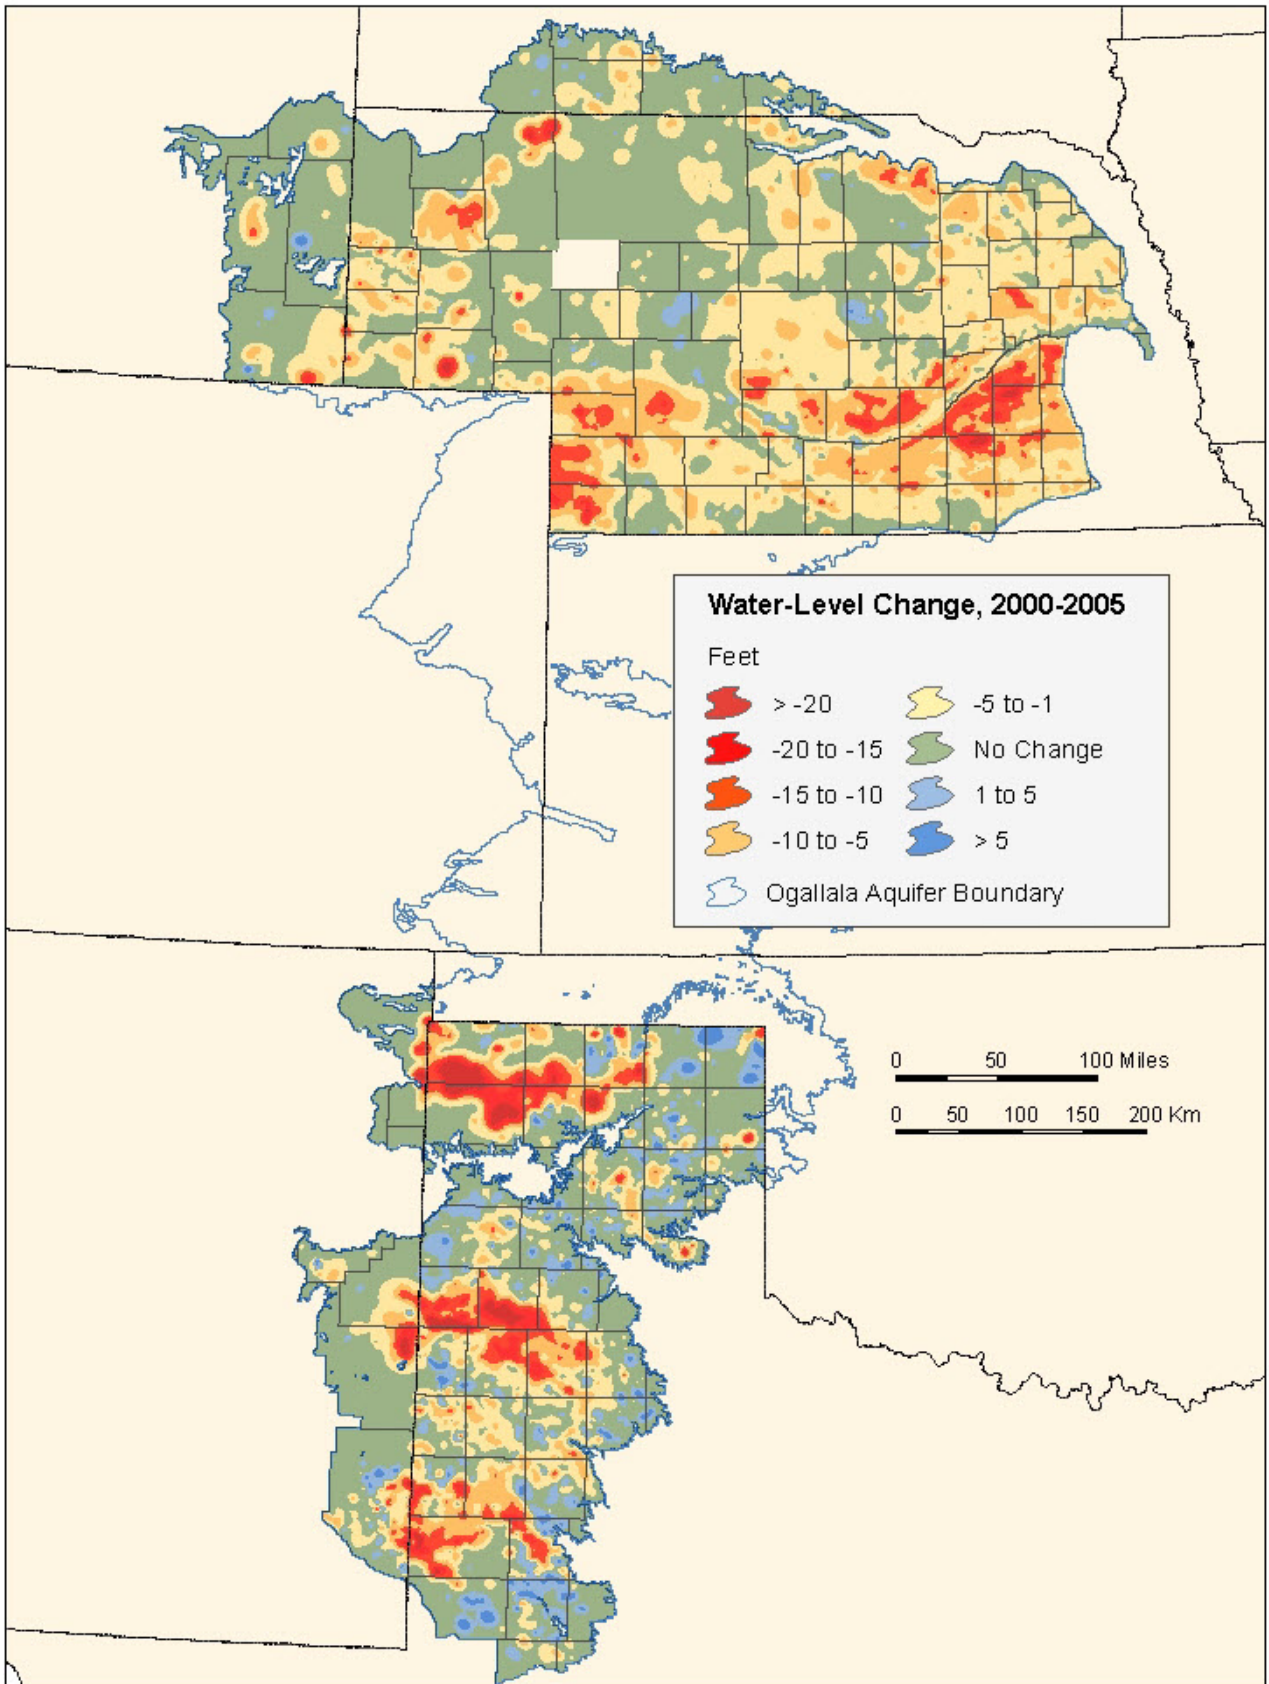 Water-Level Change, 2000-2005
Feet
> -20
-5 to -1
-20 to -15
No Change
-15 to -10
1 to 5
-10 to -5
> 5
Ogallala Aquifer Boundary
0 50 100 Miles
0 50 100 150 200 Km